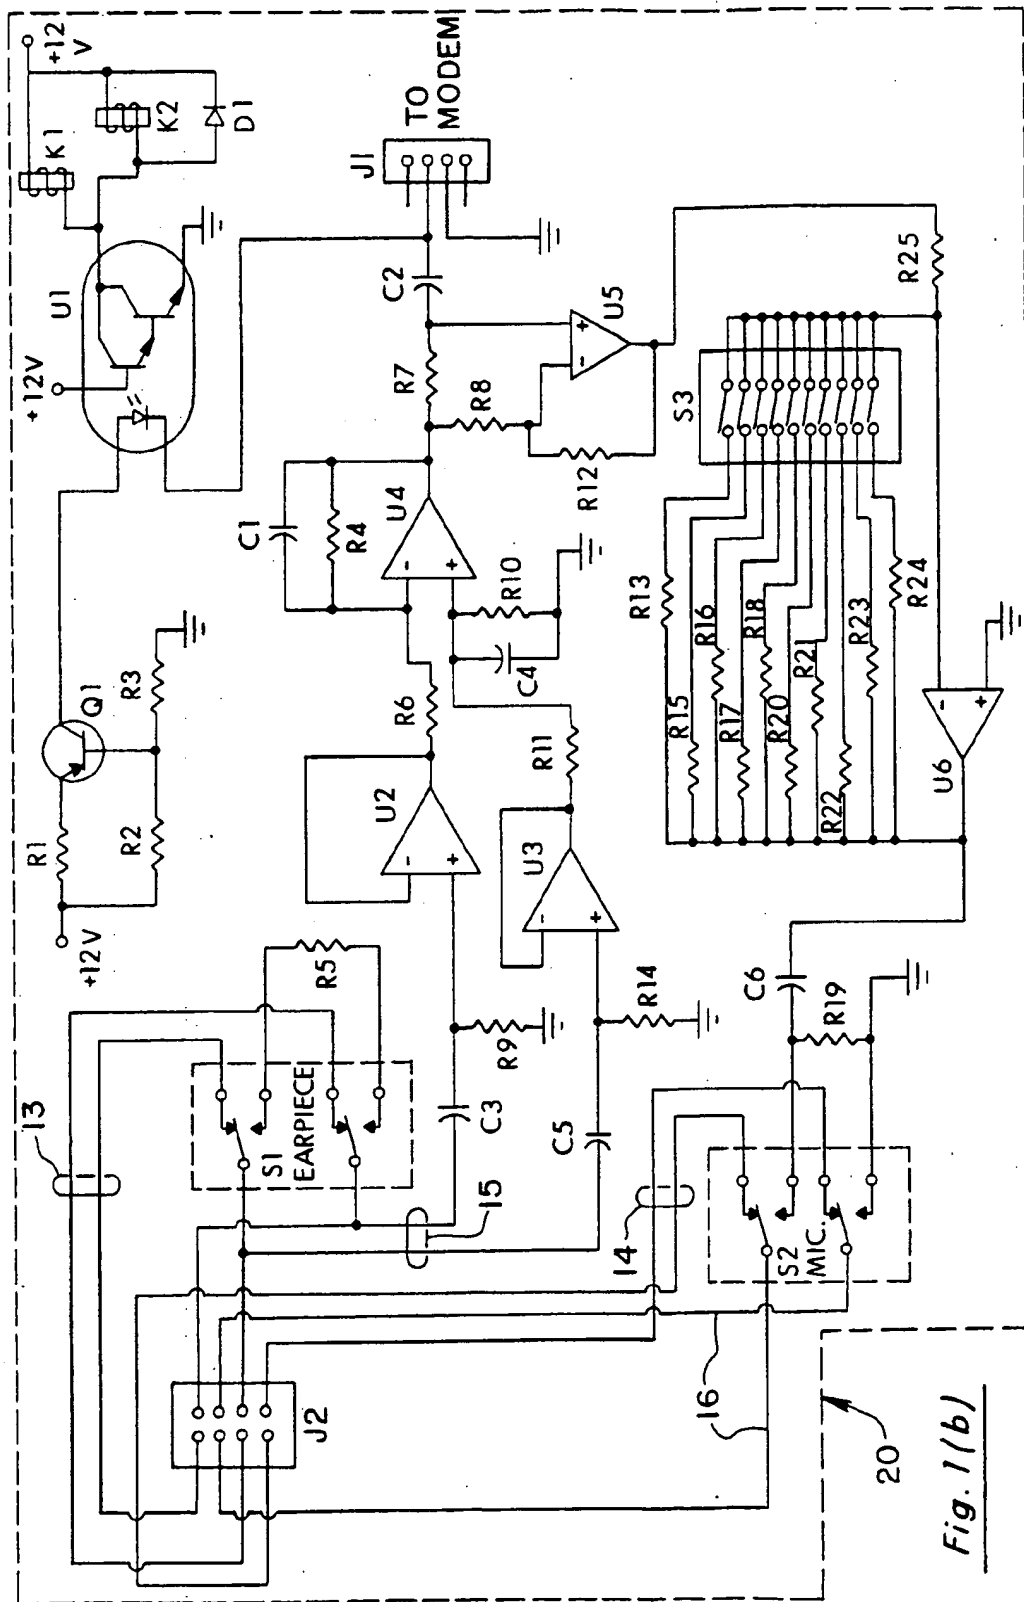 +12
V
K1
K2
D1
U1
+12V
TO
MODEM
J1
C2
R7
R8
U5
+
-
R12
R25
S3
C1
R4
U4
-
+
R10
C4
Q1
R3
R1
R2
+12V
R6
U2
-
+
R11
U3
-
+
R5
R9
R14
C3
C5
13
S1
EARPIECE
15
14
S2
MIC.
16
J2
C6
R19
R13
R15
R16
R17
R18
R20
R21
R22
R23
R24
U6
-
+
20
Fig. 1(b)